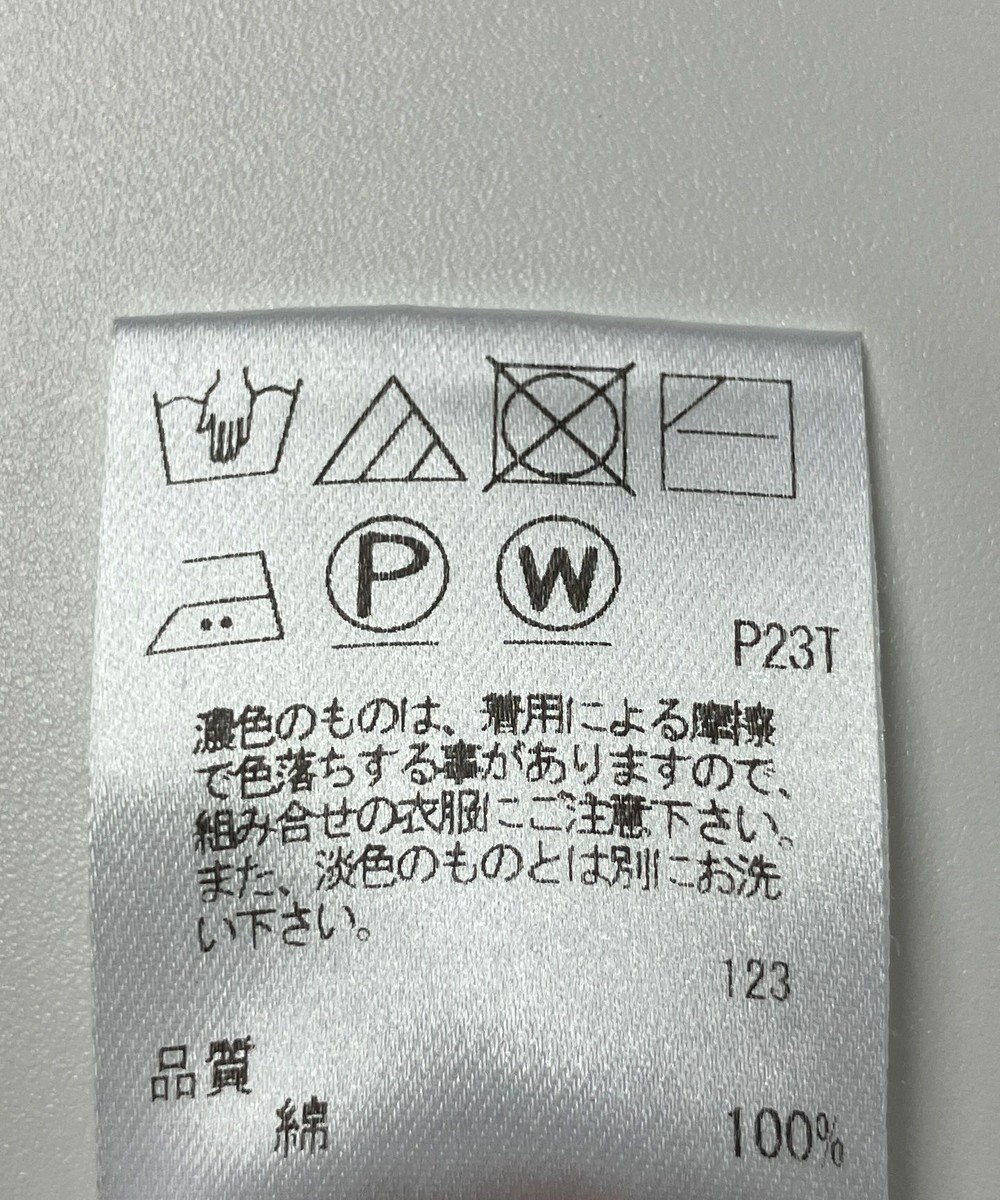 P W
P23T
濃色のものは、着用による摩擦
で色落ちする事がありますので、
組み合せの衣服にご注意下さい。
また、淡色のものとは別にお洗
い下さい。
123
品質
綿 100%